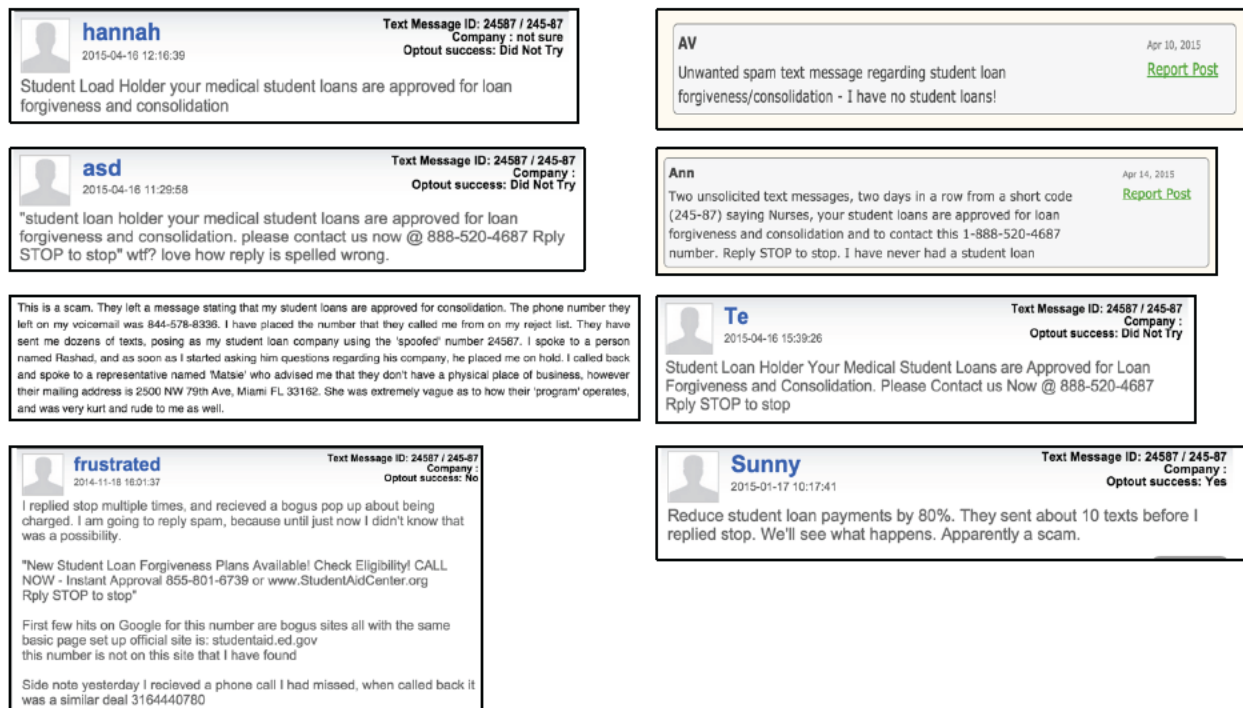 hannah
Text Message ID: 24587 / 245-87
Company : not sure
2015-04-16 12:16:39
Optout success: Did Not Try
Student Load Holder your medical student loans are approved for loan
forgiveness and consolidation
AV
Apr 10, 2015
Unwanted spam text message regarding student loan
Report Post
forgiveness/consolidation - I have no student loans!
asd
Text Message ID: 24587 / 245-87
Company :
2015-04-16 11:29:58
Optout success: Did Not Try
"student loan holder your medical student loans are approved for loan
forgiveness and consolidation. please contact us now @ 888-520-4687 Rply
STOP to stop" wtf? love how reply is spelled wrong.
Ann
Apr 14, 2015
Two unsolicited text messages, two days in a row from a short code
Report Post
(245-87) saying Nurses, your student loans are approved for loan
forgiveness and consolidation and to contact this 1-888-520-4687
number. Reply STOP to stop. I have never had a student loan
This is a scam. They left a message stating that my student loans are approved for consolidation. The phone number they
left on my voicemail was 844-578-8336. I have placed the number that they called me from on my reject list. They have
sent me dozens of texts, posing as my student loan company using the 'spoofed' number 24587. I spoke to a person
named Rashad, and as soon as I started asking him questions regarding his company, he placed me on hold. I called back
and spoke to a representative named 'Matsie' who advised me that they don't have a physical place of business, however
their mailing address is 2500 NW 79th Ave, Miami FL 33162. She was extremely vague as to how their 'program' operates,
and was very kurt and rude to me as well.
Te
Text Message ID: 24587 / 245-87
Company :
2015-04-16 15:39:26
Optout success: Did Not Try
Student Loan Holder Your Medical Student Loans are Approved for Loan
Forgiveness and Consolidation. Please Contact us Now @ 888-520-4687
Rply STOP to stop
frustrated
Text Message ID: 24587 / 245-87
Company :
2014-11-18 16:01:37
Optout success: No
I replied stop multiple times, and recieved a bogus pop up about being
charged. I am going to reply spam, because until just now I didn't know that
was a possibility.
"New Student Loan Forgiveness Plans Available! Check Eligibility! CALL
NOW - Instant Approval 855-801-6739 or www.StudentAidCenter.org
Rply STOP to stop"
First few hits on Google for this number are bogus sites all with the same
basic page set up official site is: studentaid.ed.gov
this number is not on this site that I have found
Side note yesterday I recieved a phone call I had missed, when called back it
was a similar deal 3164440780
Sunny
Text Message ID: 24587 / 245-87
Company :
2015-01-17 10:17:41
Optout success: Yes
Reduce student loan payments by 80%. They sent about 10 texts before I
replied stop. We'll see what happens. Apparently a scam.